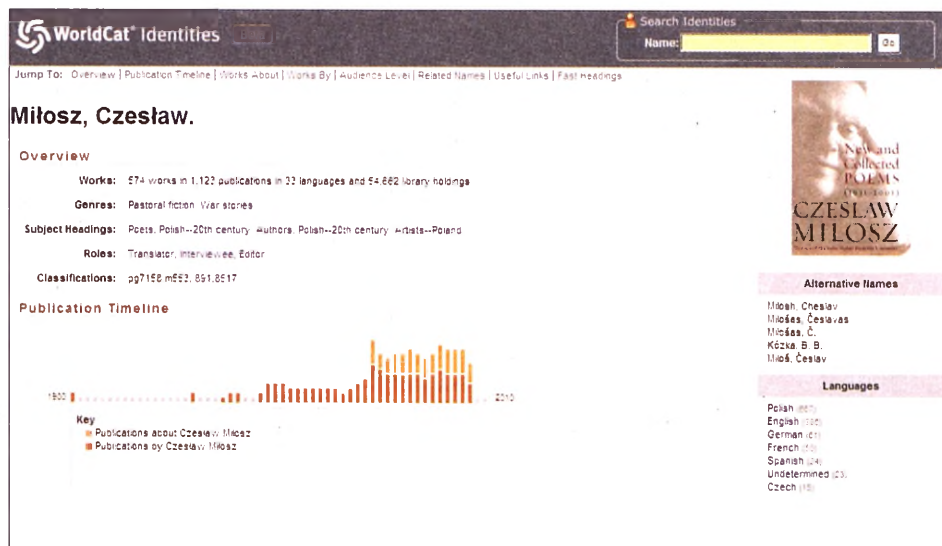 WorldCat® Identities
Search Identities
Name:
Go
Jump To: Overview | Publication Timeline | Works About | Works By | Audience Level | Related Names | Useful Links | Fast Headings
Miłosz, Czesław.
Overview
Works: 574 works in 1,123 publications in 33 languages and 54,662 library holdings
Genres: Pastoral fiction War stories
Subject Headings: Poets, Polish--20th century Authors, Polish--20th century Artists--Poland
Roles: Translator, Interviewee, Editor
Classifications: pg7158.m553, 891.8517
Publication Timeline
1900
2010
Key
Publications about Czesław Miłosz
Publications by Czesław Miłosz
New and
Collected
POEMS
CZESLAW
MILOSZ
Alternative Names
Milosh, Cheslav
Milošas, Česlavas
Milošas, Č.
Kózka, B. B.
Miloš, Česlav
Languages
Polish
English
German
French
Spanish (24)
Undetermined (23)
Czech